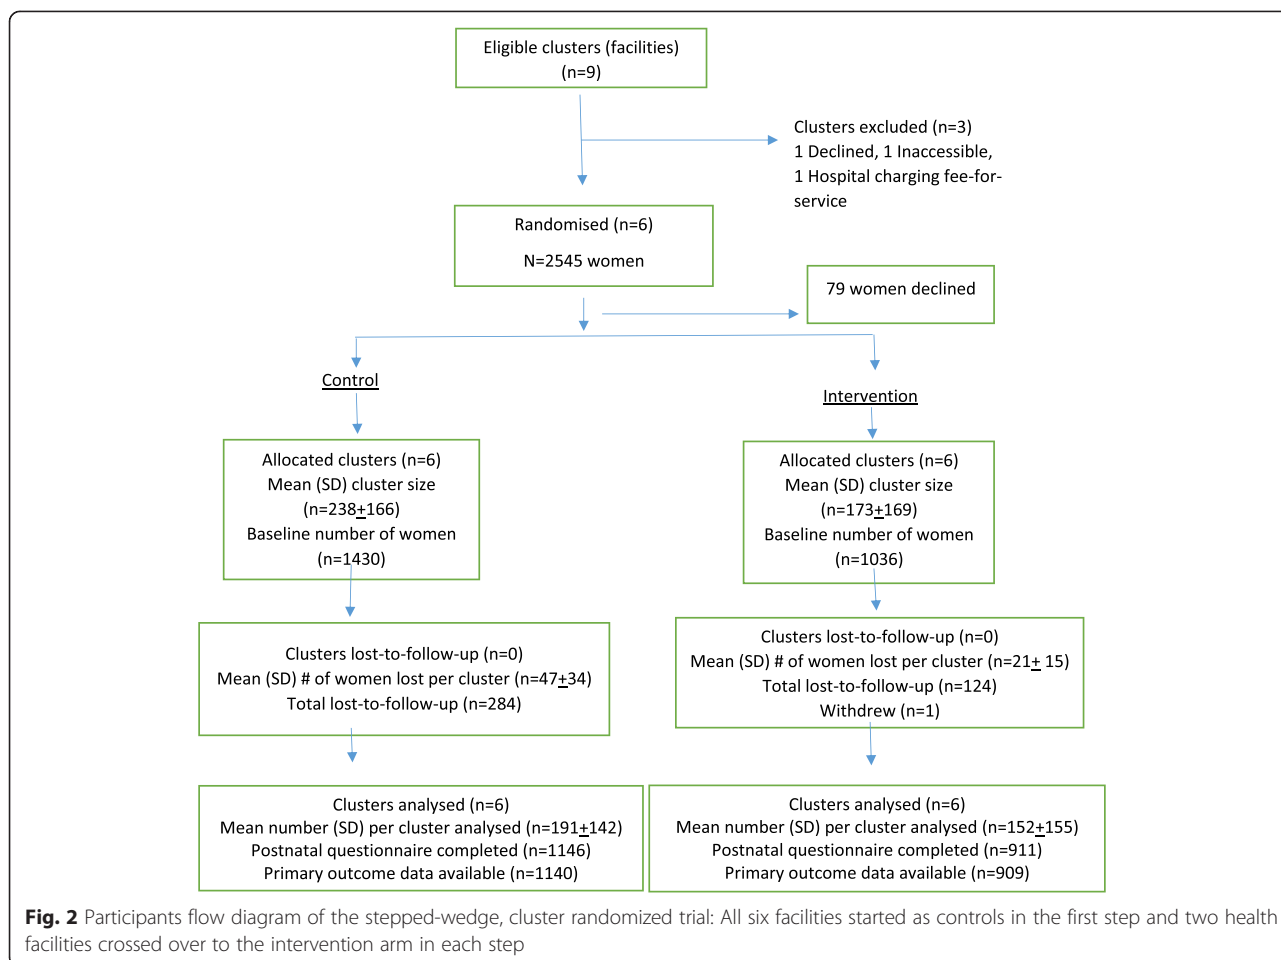 Eligible clusters (facilities)
(n=9)
Clusters excluded (n=3)
1 Declined, 1 Inaccessible,
1 Hospital charging fee-for-
service
Randomised (n=6)
N=2545 women
79 women declined
Control
Intervention
Allocated clusters (n=6)
Mean (SD) cluster size
(n=238±166)
Baseline number of women
(n=1430)
Allocated clusters (n=6)
Mean (SD) cluster size
(n=173±169)
Baseline number of women
(n=1036)
Clusters lost-to-follow-up (n=0)
Mean (SD) # of women lost per cluster (n=47±34)
Total lost-to-follow-up (n=284)
Clusters lost-to-follow-up (n=0)
Mean (SD) # of women lost per cluster (n=21± 15)
Total lost-to-follow-up (n=124)
Withdrew (n=1)
Clusters analysed (n=6)
Mean number (SD) per cluster analysed (n=191±142)
Postnatal questionnaire completed (n=1146)
Primary outcome data available (n=1140)
Clusters analysed (n=6)
Mean number (SD) per cluster analysed (n=152±155)
Postnatal questionnaire completed (n=911)
Primary outcome data available (n=909)
Fig. 2 Participants flow diagram of the stepped-wedge, cluster randomized trial: All six facilities started as controls in the first step and two health
facilities crossed over to the intervention arm in each step